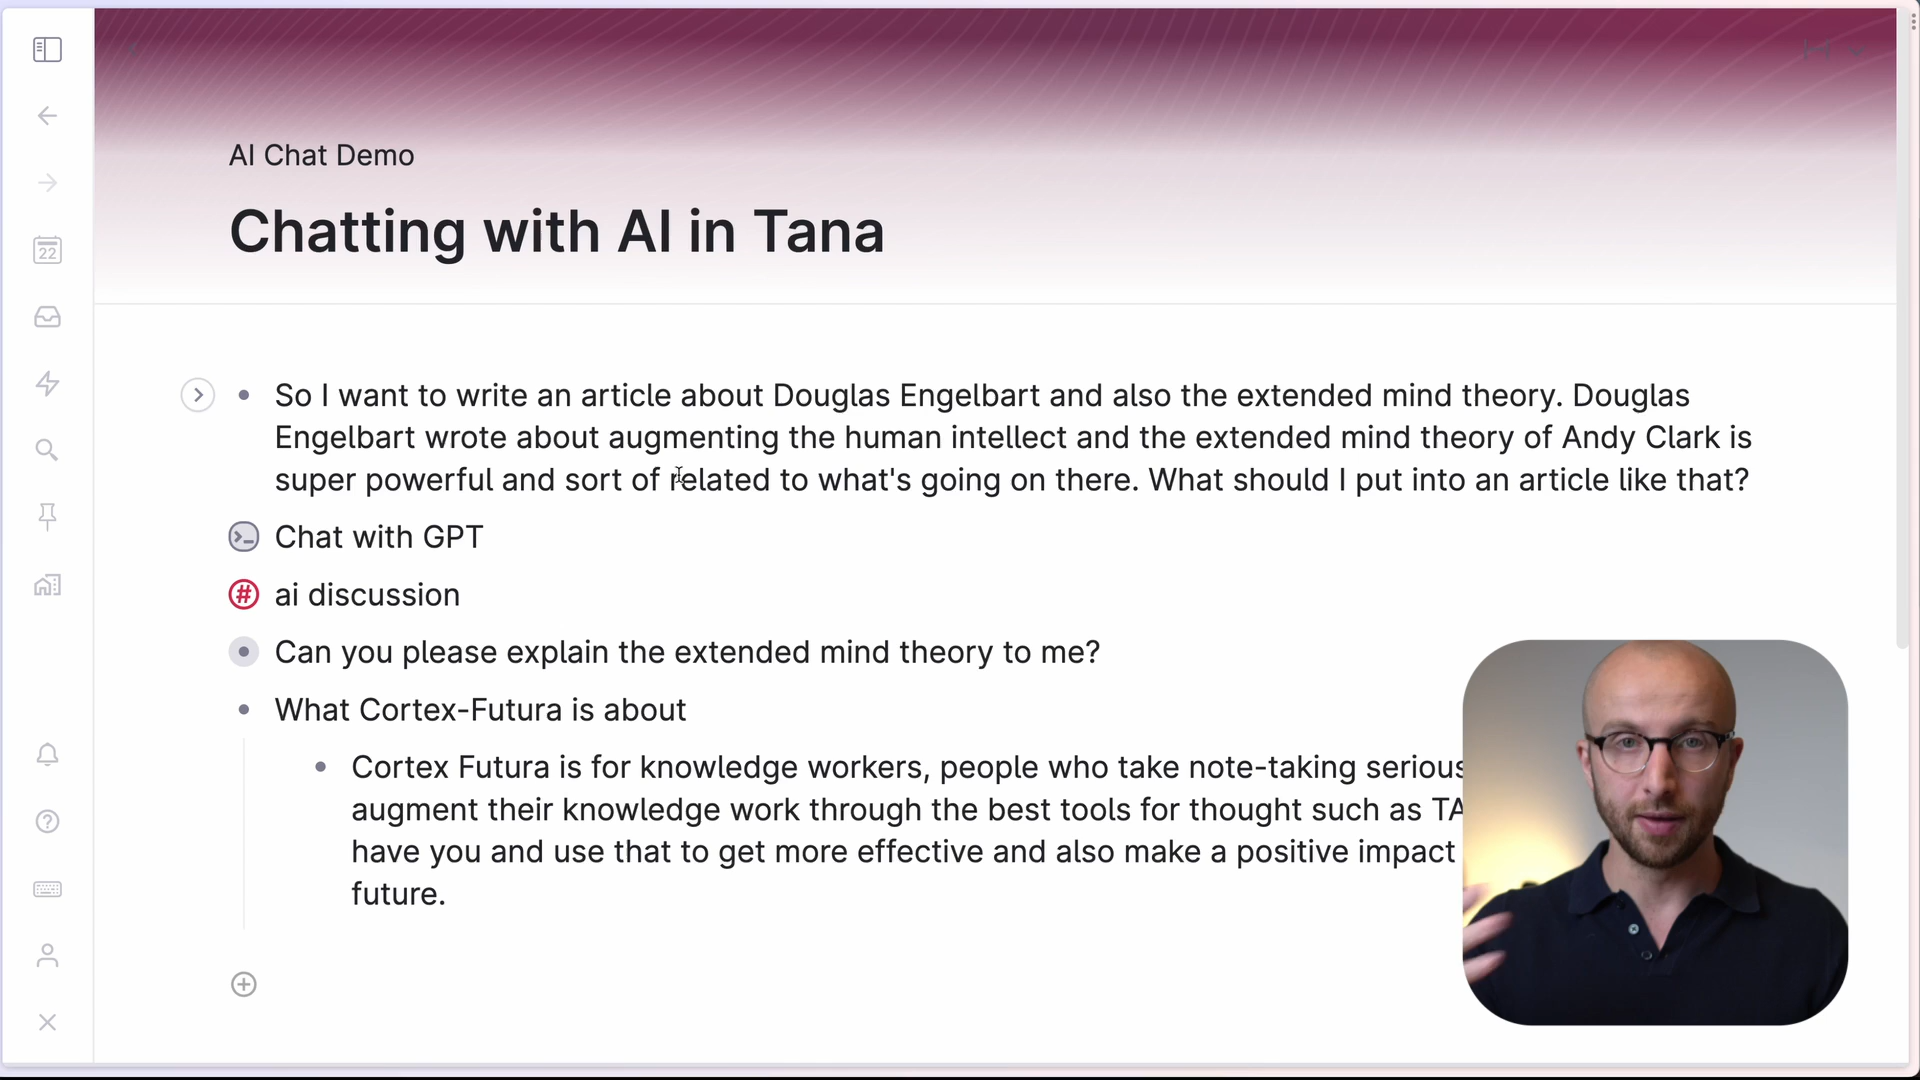 AI Chat Demo
Chatting with AI in Tana
22
So I want to write an article about Douglas Engelbart and also the extended mind theory. Douglas
Engelbart wrote about augmenting the human intellect and the extended mind theory of Andy Clark is
super powerful and sort of related to what's going on there. What should I put into an article like that?
Chat with GPT
# ai discussion
Can you please explain the extended mind theory to me?
What Cortex-Futura is about
Cortex Futura is for knowledge workers, people who take note-taking serious
augment their knowledge work through the best tools for thought such as TA
have you and use that to get more effective and also make a positive impact
future.